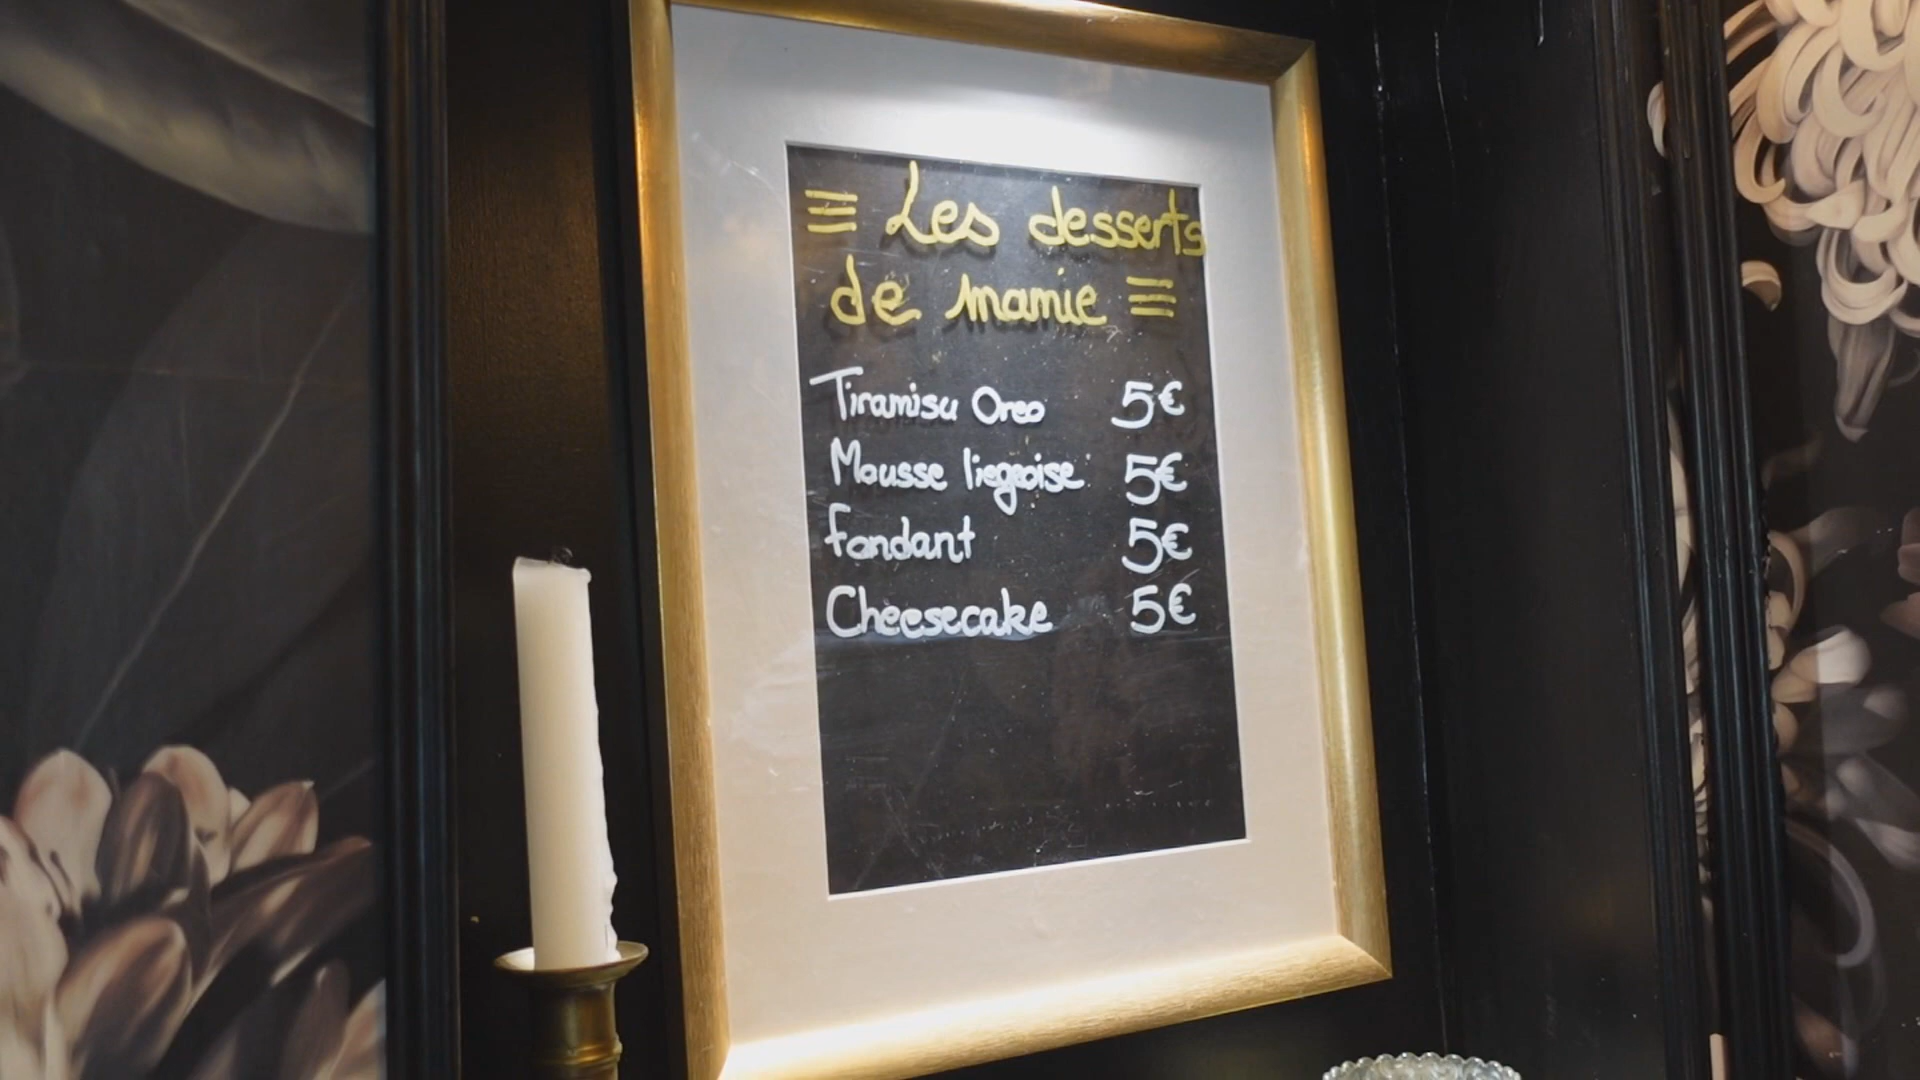 Les desserts
de mamie
Tiramisu Oreo 5€
Mousse liegeoise 5€
fondant 5€
Cheesecake 5€